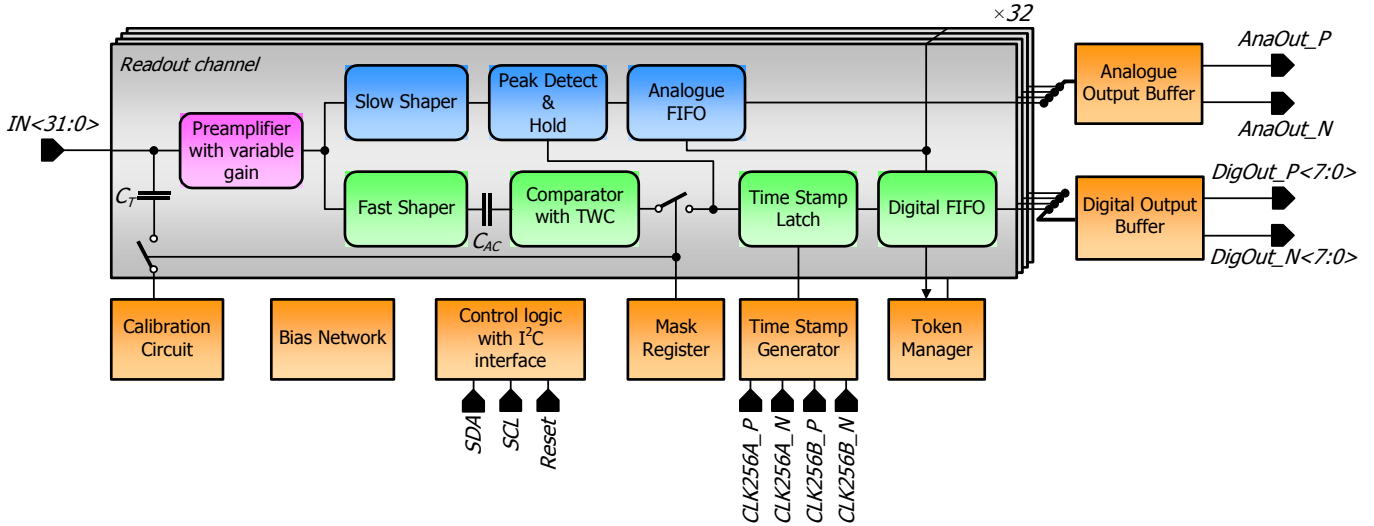 ×32
Readout channel
IN<31:0>
Preamplifier
with variable
gain
Slow Shaper
Peak Detect
&
Hold
Analogue
FIFO
Analogue
Output Buffer
AnaOut_P
AnaOut_N
C_T
Fast Shaper
C_AC
Comparator
with TWC
Time Stamp
Latch
Digital FIFO
Digital Output
Buffer
DigOut_P<7:0>
DigOut_N<7:0>
Calibration
Circuit
Bias Network
Control logic
with I²C
interface
Mask
Register
Time Stamp
Generator
Token
Manager
SDA
SCL
Reset
CLK256A_P
CLK256A_N
CLK256B_P
CLK256B_N